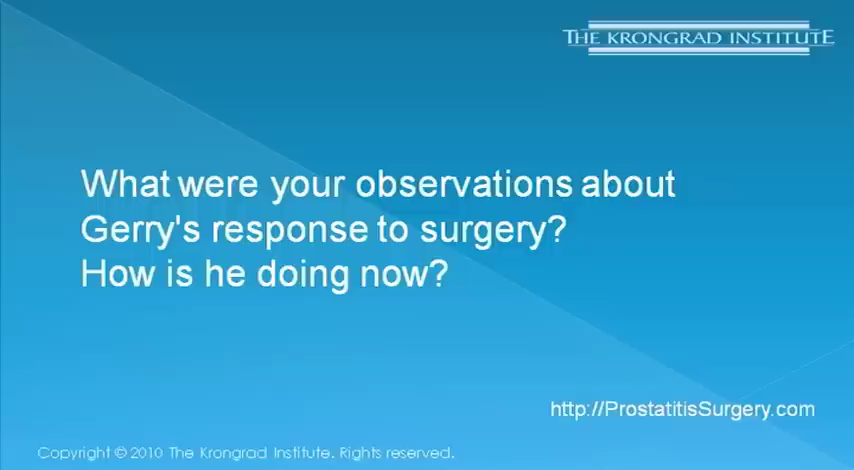 THE KRONGRAD INSTITUTE
What were your observations about
Gerry's response to surgery?
How is he doing now?
http://ProstatitisSurgery.com
Copyright © 2010 The Krongrad Institute. Rights reserved.